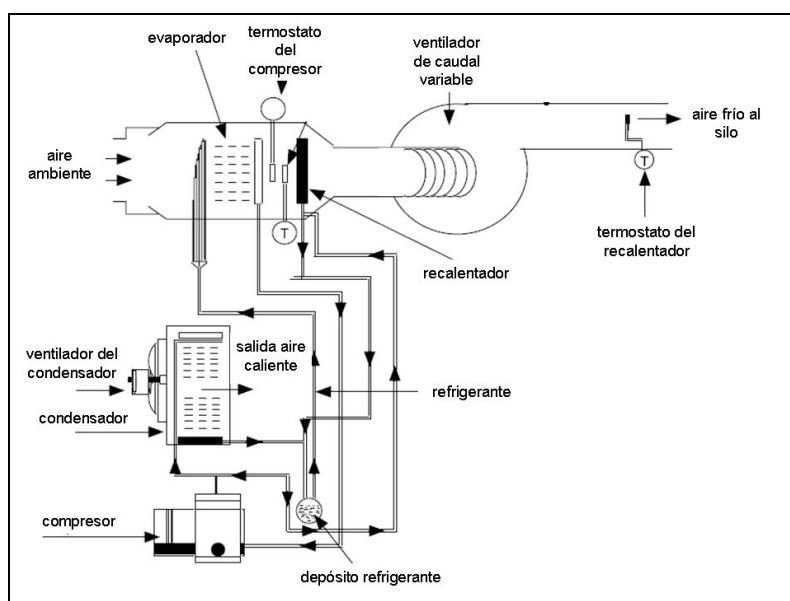 evaporador
termostato
del
compresor
ventilador
de caudal
variable
aire frío al
silo
aire
ambiente
T
T
termostato del
recalentador
recalentador
ventilador del
condensador
salida aire
caliente
refrigerante
condensador
compresor
depósito refrigerante